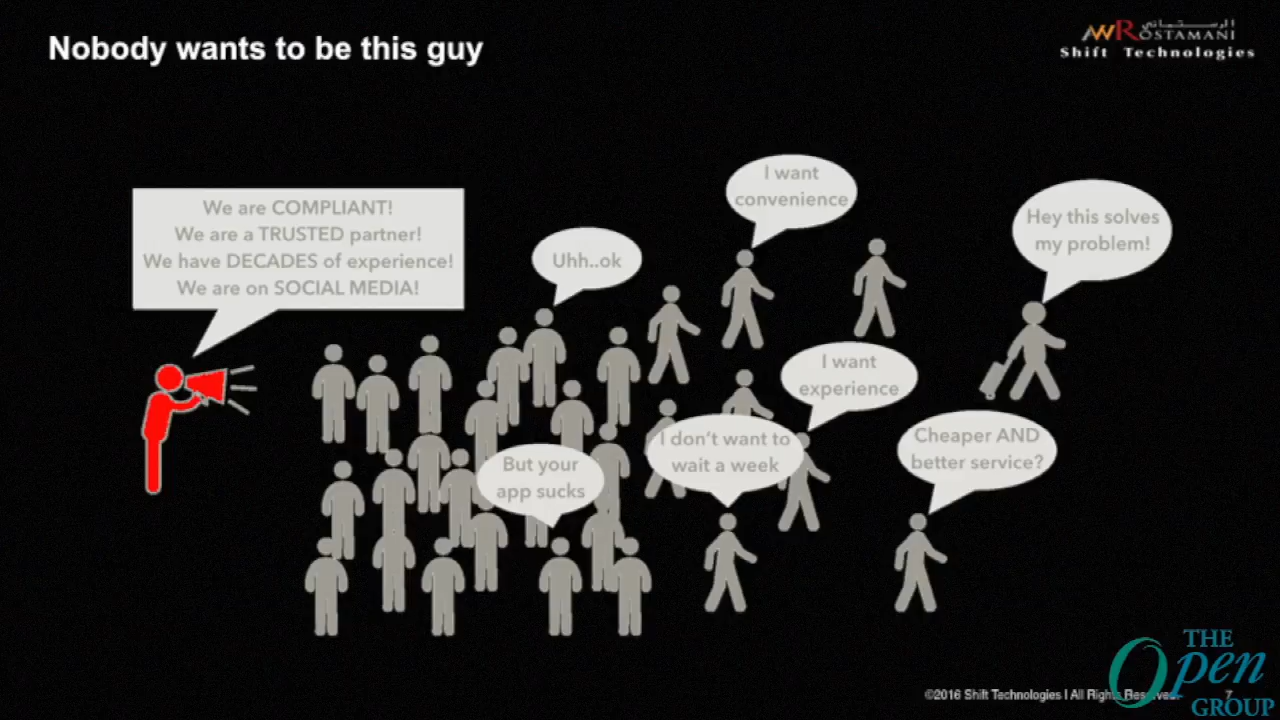 Nobody wants to be this guy
الرستماني
AWROSTAMANI
Shift Technologies
We are COMPLIANT!
We are a TRUSTED partner!
We have DECADES of experience!
We are on SOCIAL MEDIA!
Uhh..ok
I want
convenience
Hey this solves
my problem!
I want
experience
I don't want to
wait a week
Cheaper AND
better service?
But your
app sucks
©2016 Shift Technologies I All Rights Reserved.
7
THE
Open
GROUP